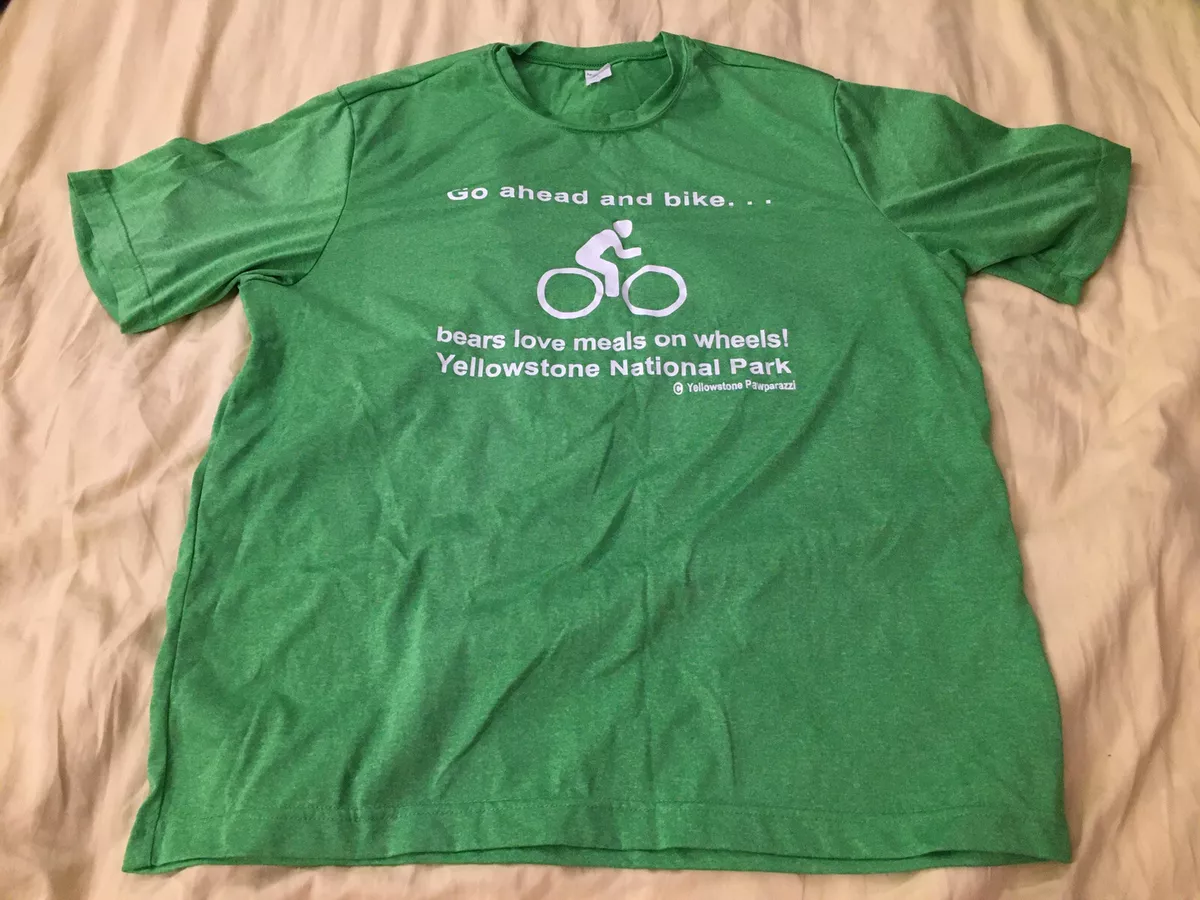 Go ahead and bike. . .
bears love meals on wheels!
Yellowstone National Park
© Yellowstone Pawparazzi